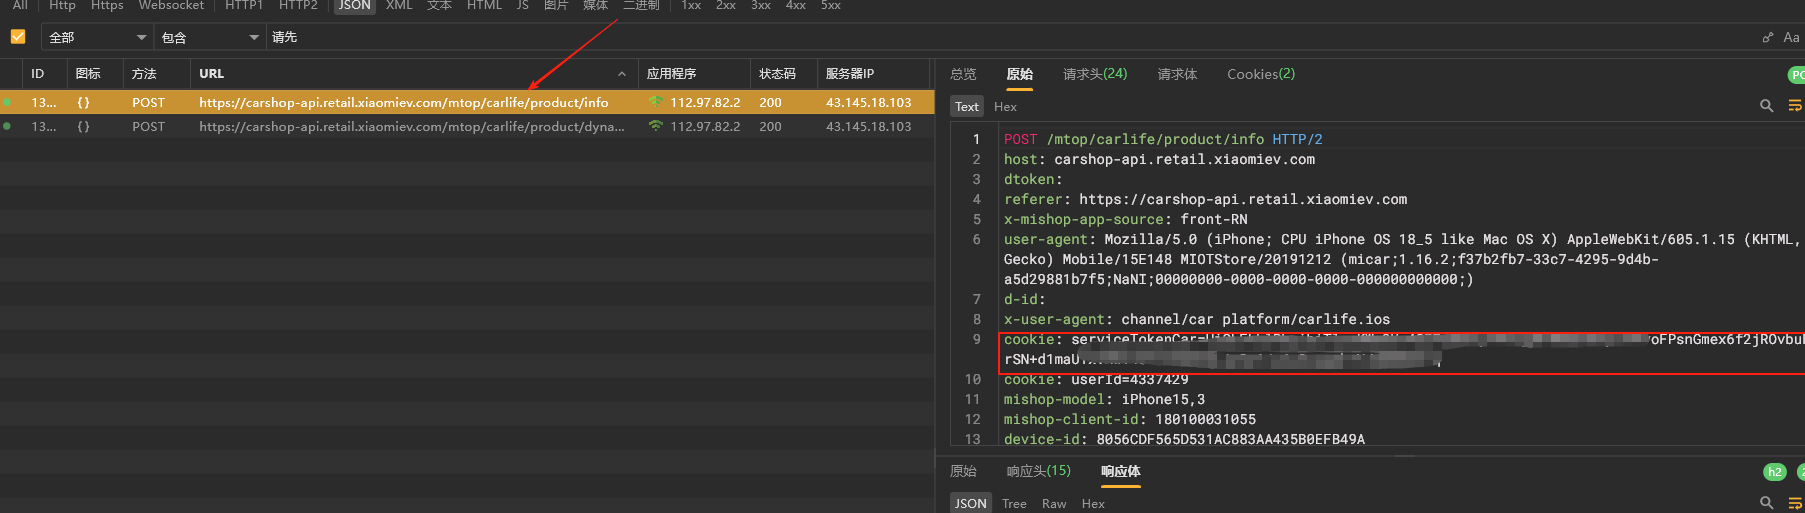 All Http Https Websocket HTTP1 HTTP2 JSON XML 文本 HTML JS 图片 媒体 二进制 1xx 2xx 3xx 4xx 5xx
全部 包含 请先 Aa
ID 图标 方法 URL 应用程序 状态码 服务器IP
13... {} POST https://carshop-api.retail.xiaomiev.com/mtop/carlife/product/info 112.97.82.2 200 43.145.18.103
13... {} POST https://carshop-api.retail.xiaomiev.com/mtop/carlife/product/dyna... 112.97.82.2 200 43.145.18.103
总览 原始 请求头(24) 请求体 Cookies(2)
Text Hex
1 POST /mtop/carlife/product/info HTTP/2
2 host: carshop-api.retail.xiaomiev.com
3 dtoken:
4 referer: https://carshop-api.retail.xiaomiev.com
5 x-mishop-app-source: front-RN
6 user-agent: Mozilla/5.0 (iPhone; CPU iPhone OS 18_5 like Mac OS X) AppleWebKit/605.1.15 (KHTML,
Gecko) Mobile/15E148 MIOTStore/20191212 (micar;1.16.2;f37b2fb7-33c7-4295-9d4b-
a5d29881b7f5;NaNI;00000000-0000-0000-0000-000000000000;)
7 d-id:
8 x-user-agent: channel/car platform/carlife.ios
9 cookie:
10 cookie: userId=4337429
11 mishop-model: iPhone15,3
12 mishop-client-id: 180100031055
13 device-id: 8056CDF565D531AC883AA435B0EFB49A
原始 响应头(15) 响应体 h2
JSON Tree Raw Hex